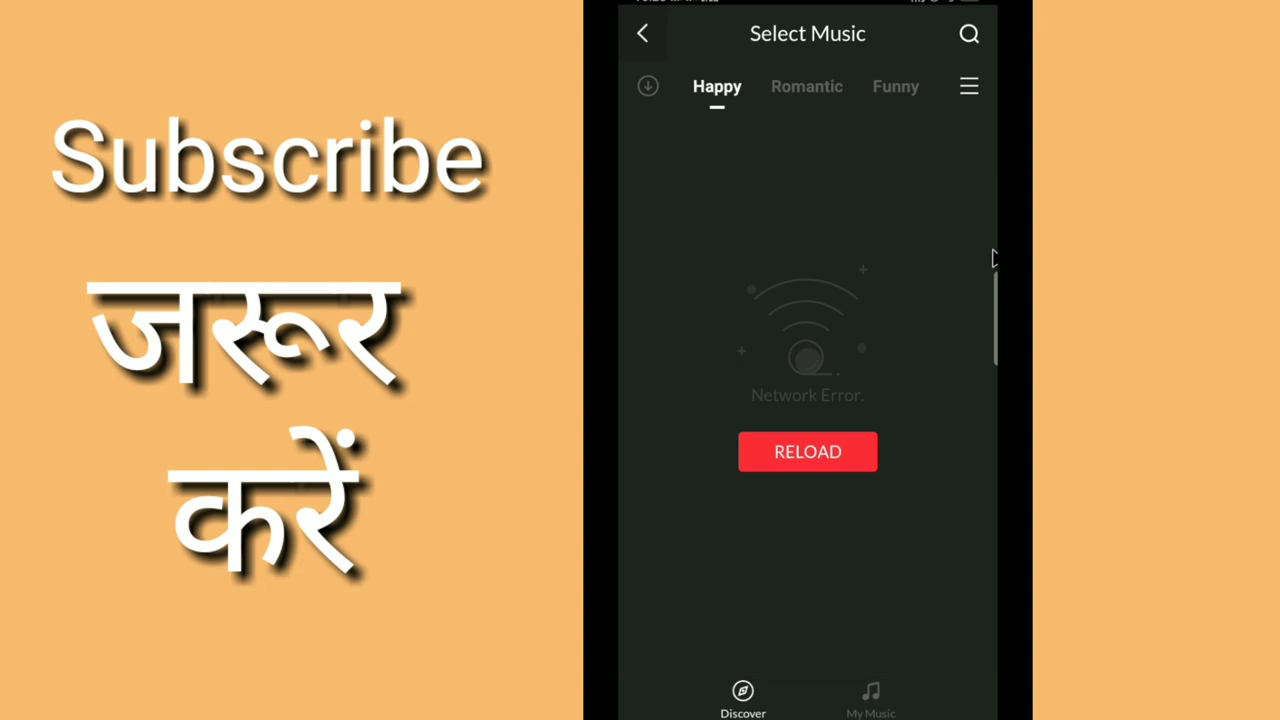 Subscribe
जरूर
करें
Select Music
Happy Romantic Funny
Network Error.
RELOAD
Discover My Music